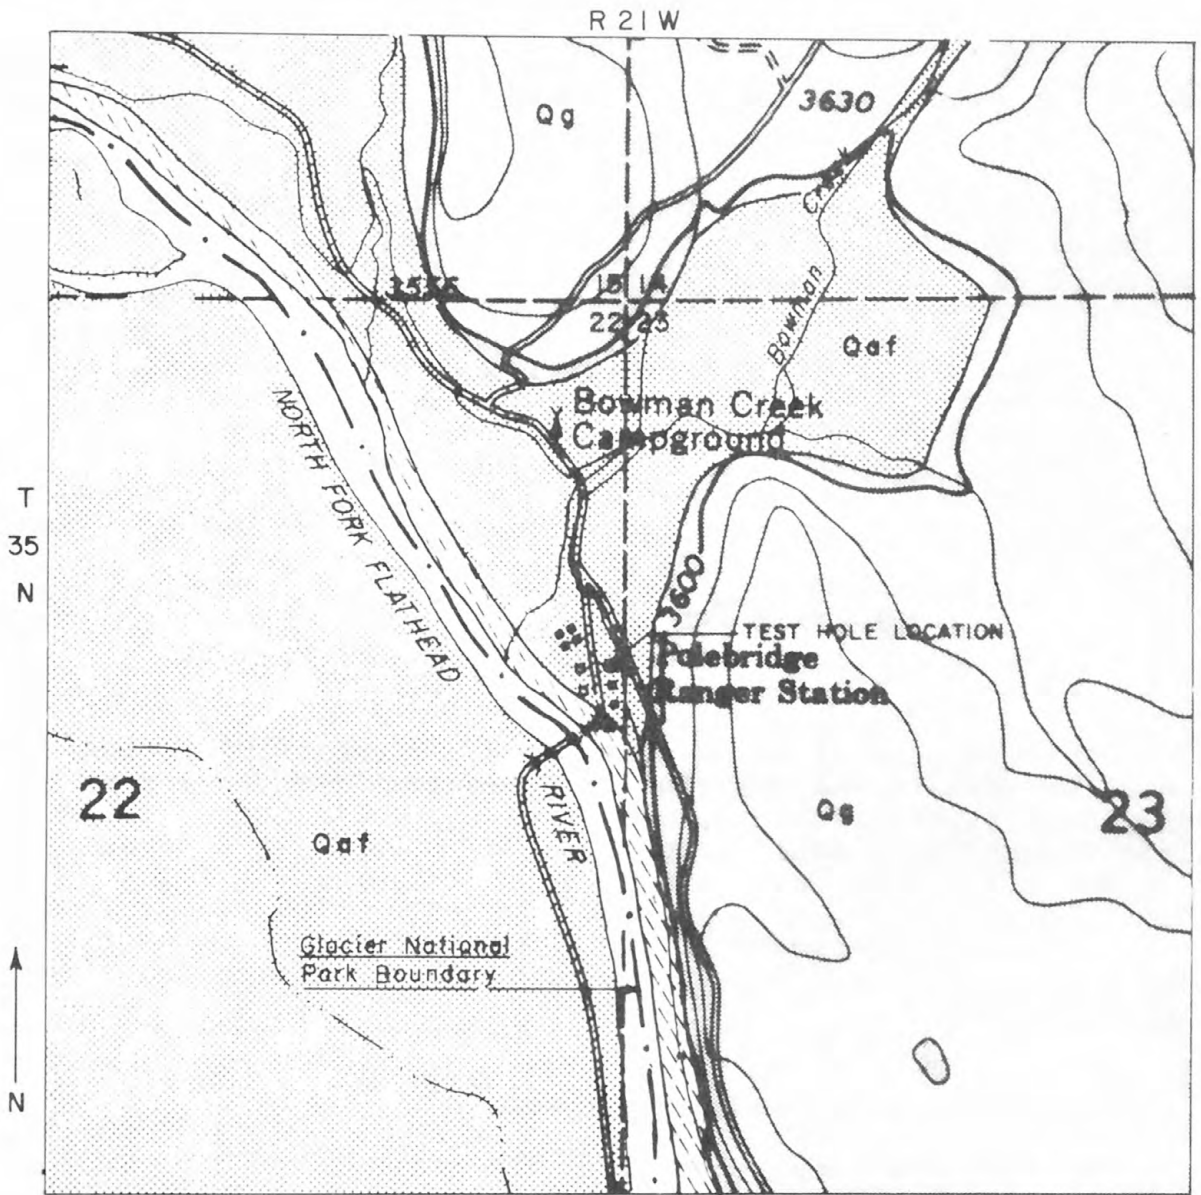 R 21 W
Qg
3630
Creek
3555
15 14
22 23
Bowman
Qaf
Bowman Creek
Campground
NORTH FORK FLATHEAD
T
35
N
3600
TEST HOLE LOCATION
Polebridge
Ranger Station
22
RIVER
Qg
23
Qaf
Glacier National
Park Boundary
N